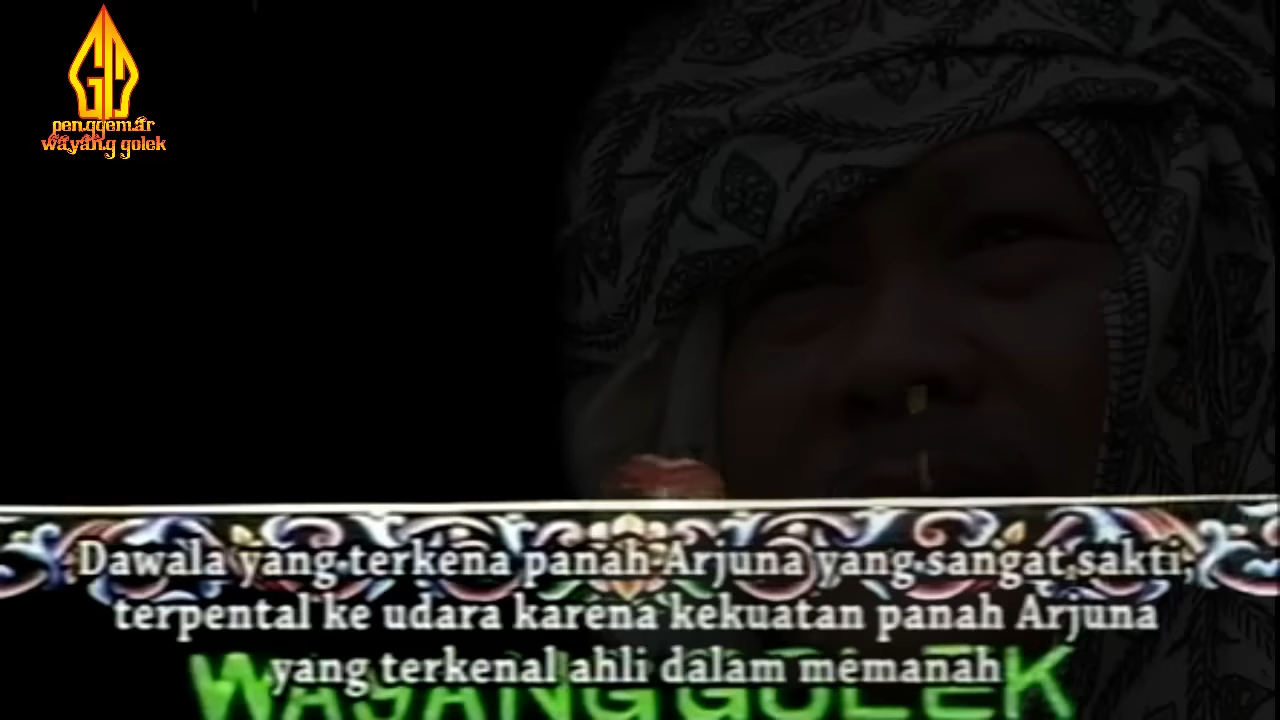 penggemar
wayang golek
Dawala yang terkena panah Arjuna yang sangat sakti,
terpental ke udara karena kekuatan panah Arjuna
yang terkenal ahli dalam memanah
WAYANG GOLEK